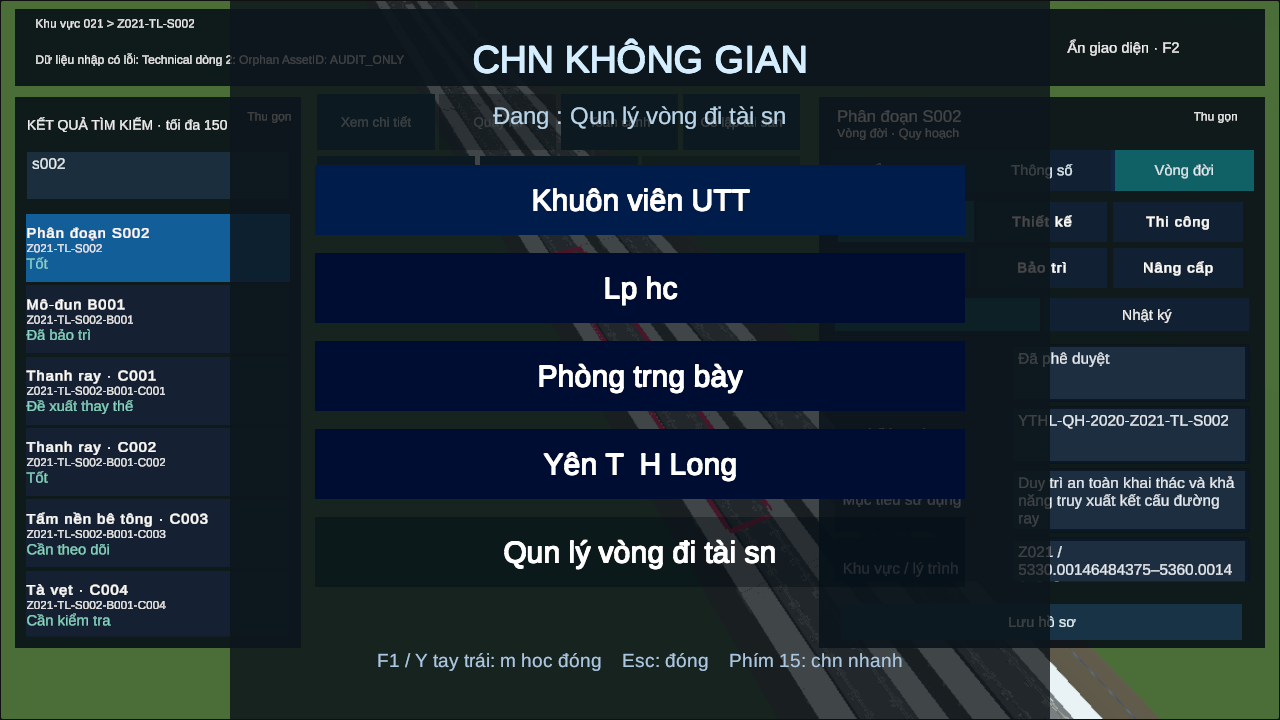 Khu vực 021 > Z021-TL-S002
Dữ liệu nhập có lỗi: Technical dòng 2: Orphan AssetID: AUDIT_ONLY
CHN KHÔNG GIAN
Ẩn giao diện · F2
Đang : Qun lý vòng đi tài sn
KẾT QUẢ TÌM KIẾM · tối đa 150
Thu gọn
Xem chi tiết
Phân đoạn S002
Vòng đời · Quy hoạch
Thu gọn
s002
Thông số
Vòng đời
Khuôn viên UTT
Thiết kế
Thi công
Phân đoạn S002
Z021-TL-S002
Tốt
Lp hc
Bảo trì
Nâng cấp
Mô-đun B001
Z021-TL-S002-B001
Đã bảo trì
Nhật ký
Phòng trng bày
Đã phê duyệt
Thanh ray · C001
Z021-TL-S002-B001-C001
Đề xuất thay thế
YTHL-QH-2020-Z021-TL-S002
Thanh ray · C002
Z021-TL-S002-B001-C002
Tốt
Yên T  H Long
Mục tiêu sử dụng
Duy trì an toàn khai thác và khả
năng truy xuất kết cấu đường
ray
Tấm nền bê tông · C003
Z021-TL-S002-B001-C003
Cần theo dõi
Qun lý vòng đi tài sn
Khu vực / lý trình
Z021 /
5330.00146484375–5360.0014
Tà vẹt · C004
Z021-TL-S002-B001-C004
Cần kiểm tra
Lưu hồ sơ
F1 / Y tay trái: m hoc đóng    Esc: đóng    Phím 15: chn nhanh